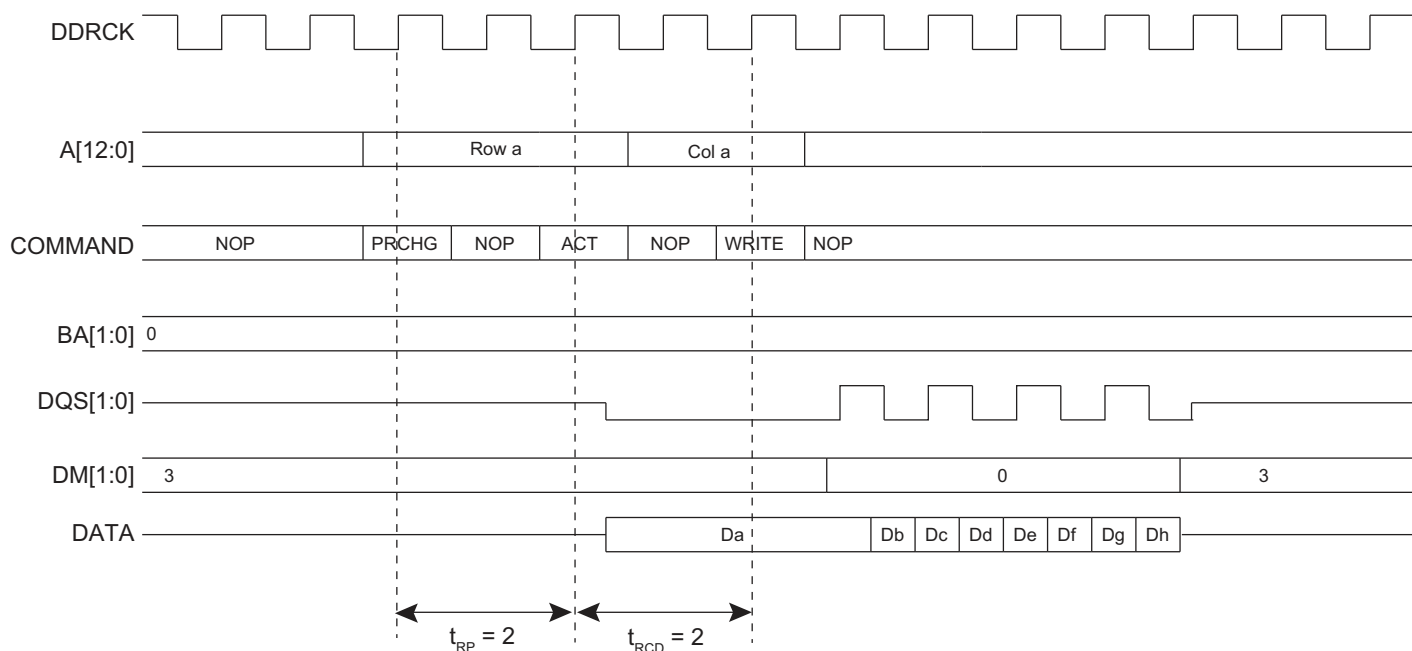 DDRCK
A[12:0] Row a Col a
COMMAND NOP PRCHG NOP ACT NOP WRITE NOP
BA[1:0] 0
DQS[1:0]
DM[1:0] 3 0 3
DATA Da Db Dc Dd De Df Dg Dh
tRP = 2 tRCD = 2